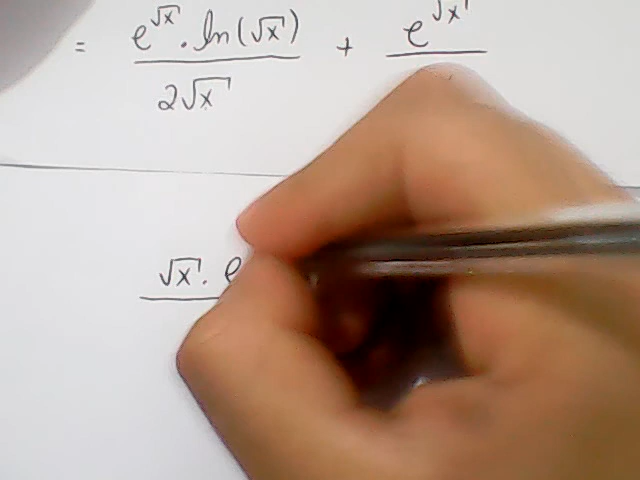 = e^√x · ln(√x) / 2√x + e^√x /
√x · e